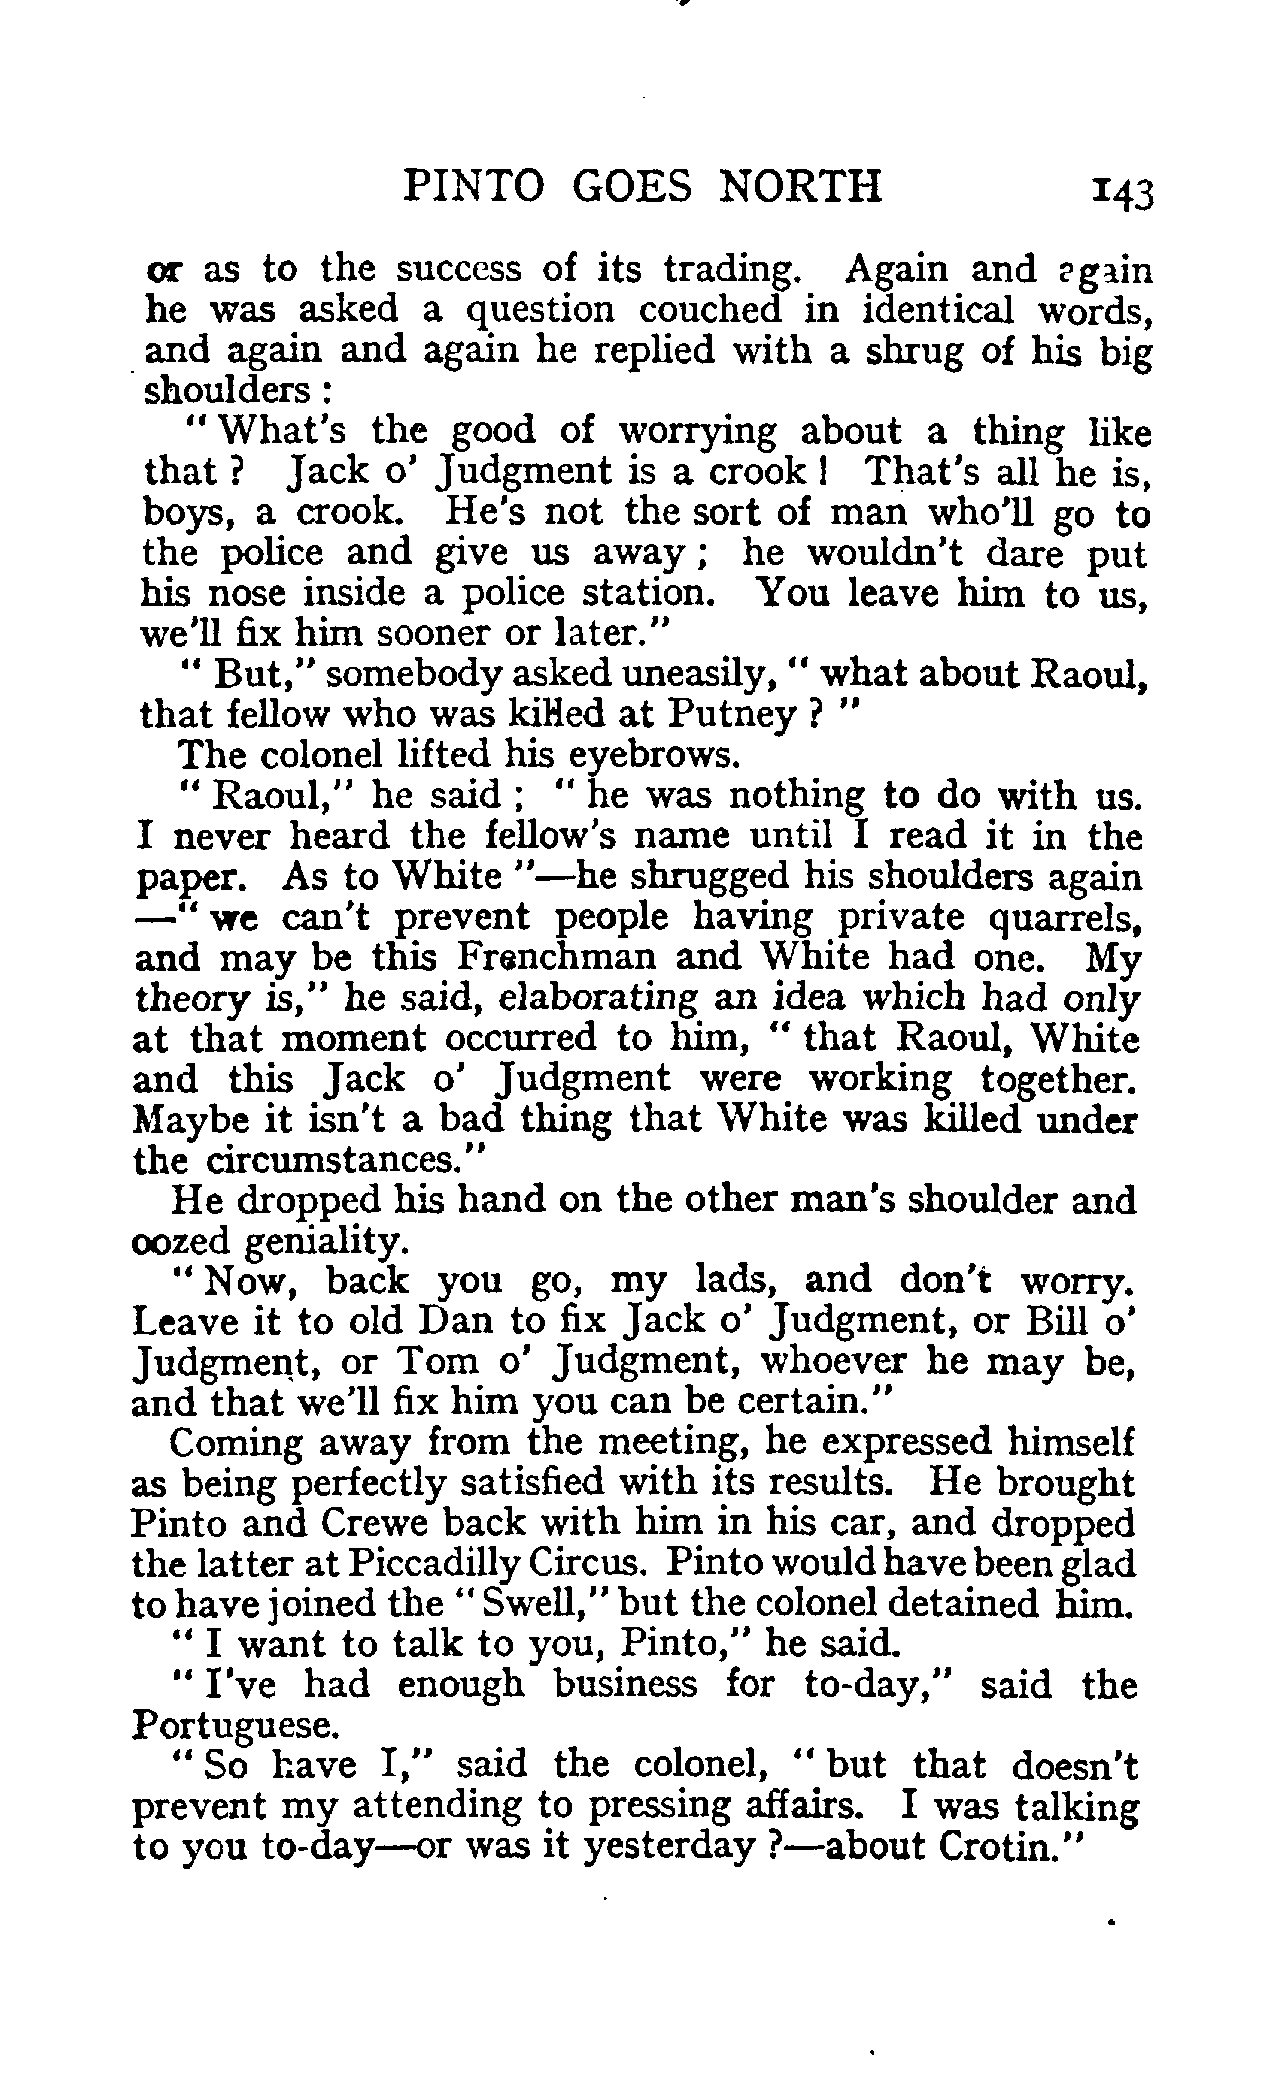 PINTO GOES NORTH 143
or as to the success of its trading. Again and again
he was asked a question couched in identical words,
and again and again he replied with a shrug of his big
shoulders :
" What's the good of worrying about a thing like
that ? Jack o' Judgment is a crook ! That's all he is,
boys, a crook. He's not the sort of man who'll go to
the police and give us away ; he wouldn't dare put
his nose inside a police station. You leave him to us,
we'll fix him sooner or later."
" But," somebody asked uneasily, " what about Raoul,
that fellow who was killed at Putney ? "
The colonel lifted his eyebrows.
" Raoul," he said ; " he was nothing to do with us.
I never heard the fellow's name until I read it in the
paper. As to White "—he shrugged his shoulders again
—" we can't prevent people having private quarrels,
and may be this Frenchman and White had one. My
theory is," he said, elaborating an idea which had only
at that moment occurred to him, " that Raoul, White
and this Jack o' Judgment were working together.
Maybe it isn't a bad thing that White was killed under
the circumstances."
He dropped his hand on the other man's shoulder and
oozed geniality.
" Now, back you go, my lads, and don't worry.
Leave it to old Dan to fix Jack o' Judgment, or Bill o'
Judgment, or Tom o' Judgment, whoever he may be,
and that we'll fix him you can be certain."
Coming away from the meeting, he expressed himself
as being perfectly satisfied with its results. He brought
Pinto and Crewe back with him in his car, and dropped
the latter at Piccadilly Circus. Pinto would have been glad
to have joined the " Swell," but the colonel detained him.
" I want to talk to you, Pinto," he said.
" I've had enough business for to-day," said the
Portuguese.
" So have I," said the colonel, " but that doesn't
prevent my attending to pressing affairs. I was talking
to you to-day—or was it yesterday ?—about Crotin."